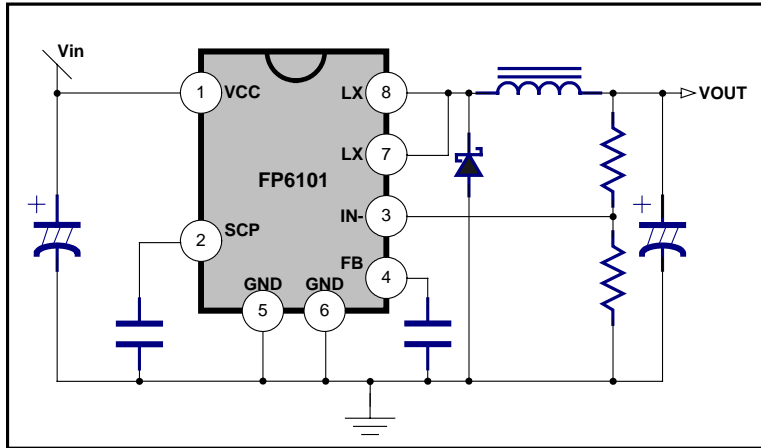 Vin
1
VCC
LX
8
VOUT
LX
7
FP6101
IN-
3
+
2
SCP
+
FB
4
GND
GND
5
6